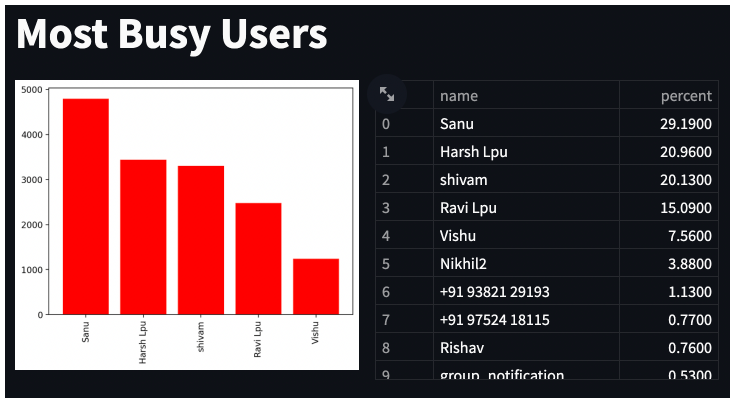 Most Busy Users
5000
4000
3000
2000
1000
0
Sanu
Harsh Lpu
shivam
Ravi Lpu
Vishu
name percent
0 Sanu 29.1900
1 Harsh Lpu 20.9600
2 shivam 20.1300
3 Ravi Lpu 15.0900
4 Vishu 7.5600
5 Nikhil2 3.8800
6 +91 93821 29193 1.1300
7 +91 97524 18115 0.7700
8 Rishav 0.7600
9 group_notification 0.5300